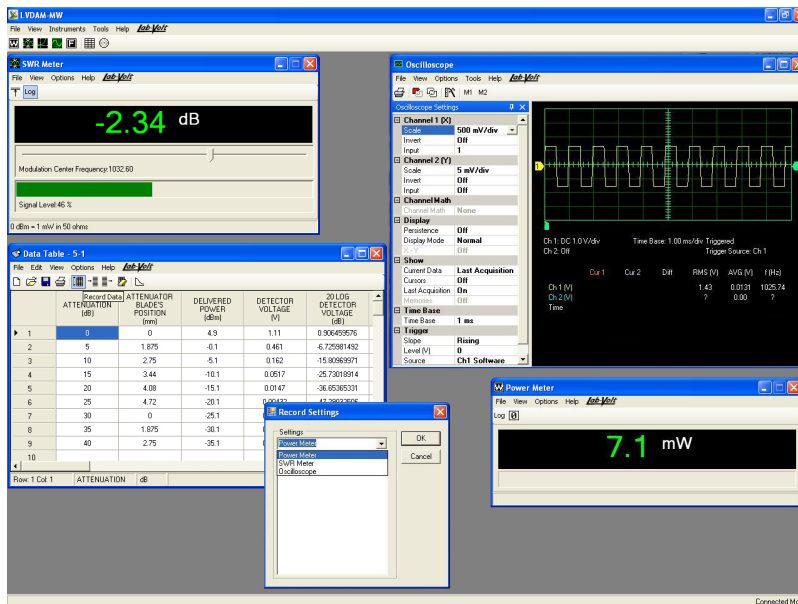 LVDAM-MW
File View Instruments Tools Help Lab-Volt
SWR Meter
File View Options Help Lab-Volt
Log
-2.34 dB
Modulation Center Frequency:1032.60
Signal Level:46 %
0 dBm = 1 mW in 50 ohms
Oscilloscope
File View Options Tools Help Lab-Volt
M1 M2
Oscilloscope Settings
Channel 1 (X)
Scale 500 mV/div
Invert Off
Input 1
Channel 2 (Y)
Scale 5 mV/div
Invert Off
Input Off
Channel Math
Channel Math None
Display
Persistence Off
Display Mode Normal
X - Y Off
Show
Current Data Last Acquisition
Cursors Off
Last Acquisition On
Memories Off
Time Base
Time Base 1 ms
Trigger
Slope Rising
Level (V) 0
Source Ch1 Software
1
Ch 1: DC 1.0 V/div Time Base: 1.00 ms/div Triggered
Ch 2: Off Trigger Source: Ch 1
Cur 1 Cur 2 Diff RMS (V) AVG (V) f (Hz)
Ch 1 (V) 1.43 0.0131 1025.74
Ch 2 (V) ? 0.00 ?
Time
Data Table - 5-1
File Edit View Options Help Lab-Volt
Record Data
ATTENUATION (dB) ATTENUATOR BLADE'S POSITION (mm) DELIVERED POWER (dBm) DETECTOR VOLTAGE (V) 20 LOG DETECTOR VOLTAGE (dB)
1 0 0 4.9 1.11 0.906459576
2 5 1.875 -0.1 0.461 -6.725981492
3 10 2.75 -5.1 0.162 -15.80969971
4 15 3.44 -10.1 0.0517 -25.73018914
5 20 4.08 -15.1 0.0147 -36.65365331
6 25 4.72 -20.1
7 30 0 -25.1
8 35 1.875 -30.1
9 40 2.75 -35.1
10
Row: 1 Col: 1 ATTENUATION dB
Record Settings
Settings
Power Meter
Power Meter
SWR Meter
Oscilloscope
OK
Cancel
Power Meter
File View Options Help Lab-Volt
Log 0
7.1 mW